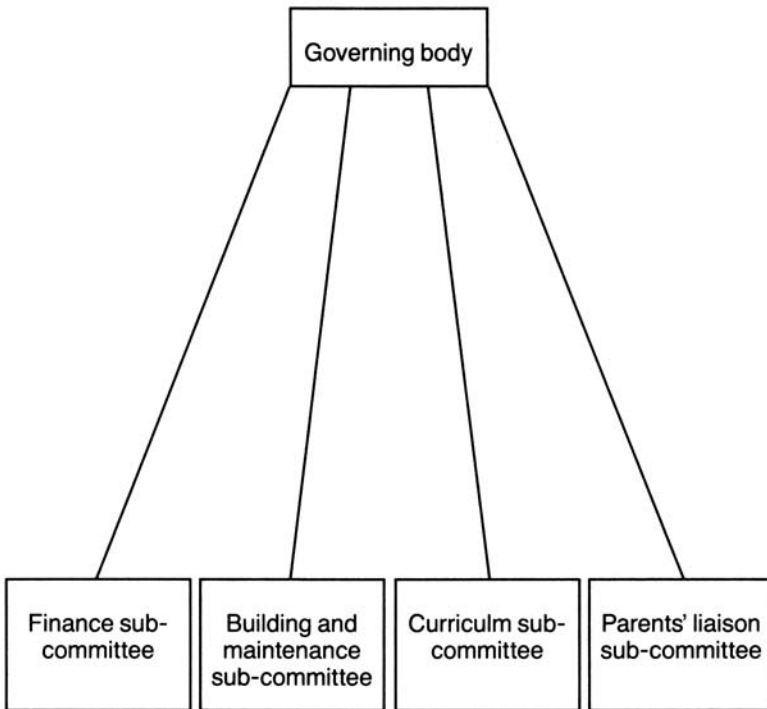 Governing body
Finance sub-
committee
Building and
maintenance
sub-committee
Curriculm sub-
committee
Parents’ liaison
sub-committee